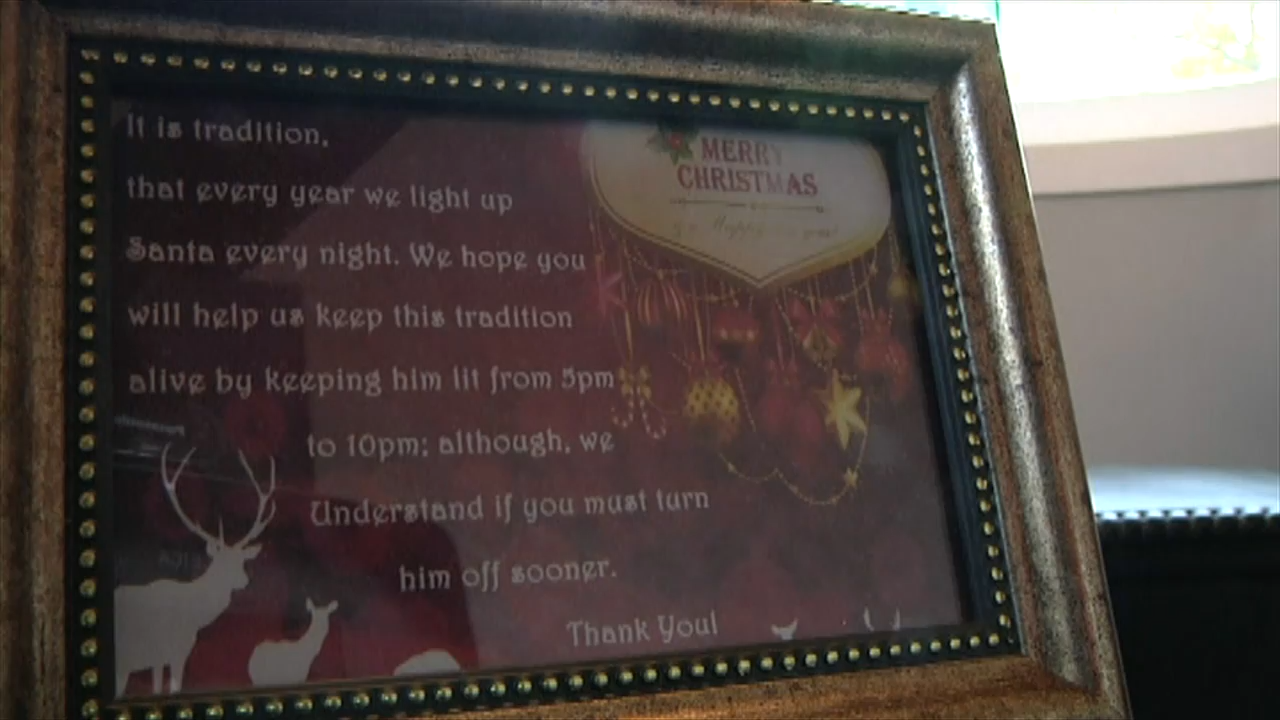 It is tradition,
that every year we light up
Santa every night. We hope you
will help us keep this tradition
alive by keeping him lit from 5pm
to 10pm; although, we
Understand if you must turn
him off sooner.
Thank You!
MERRY
CHRISTMAS